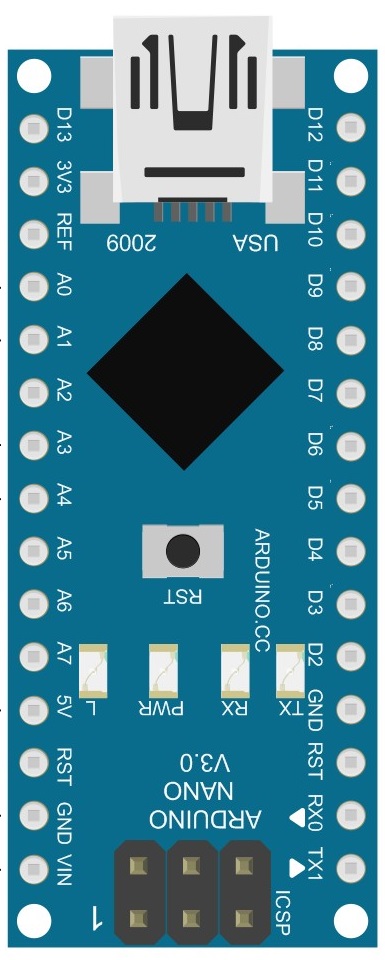 D13
3V3
REF
A0
A1
A2
A3
A4
A5
A6
A7
5V
RST
GND
VIN
D12
D11
D10
D9
D8
D7
D6
D5
D4
D3
D2
GND
RST
RX0
TX1
USA 2009
RST
ARDUINO.CC
TX RX PWR L
ARDUINO
NANO
V3.0
ICSP
1